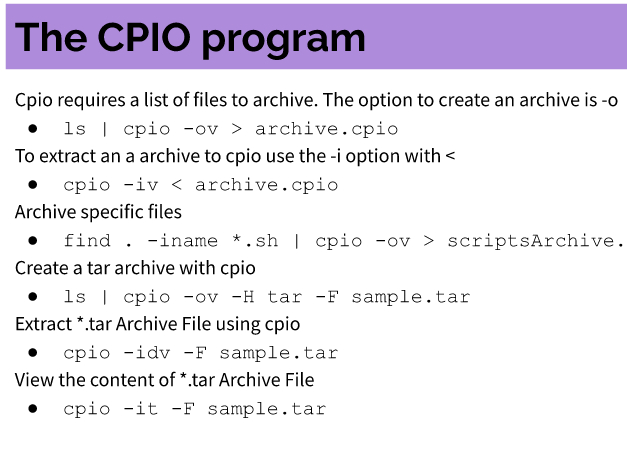 The CPIO program
Cpio requires a list of files to archive. The option to create an archive is -o
● ls | cpio -ov > archive.cpio
To extract an a archive to cpio use the -i option with <
● cpio -iv < archive.cpio
Archive specific files
● find . -iname *.sh | cpio -ov > scriptsArchive.
Create a tar archive with cpio
● ls | cpio -ov -H tar -F sample.tar
Extract *.tar Archive File using cpio
● cpio -idv -F sample.tar
View the content of *.tar Archive File
● cpio -it -F sample.tar